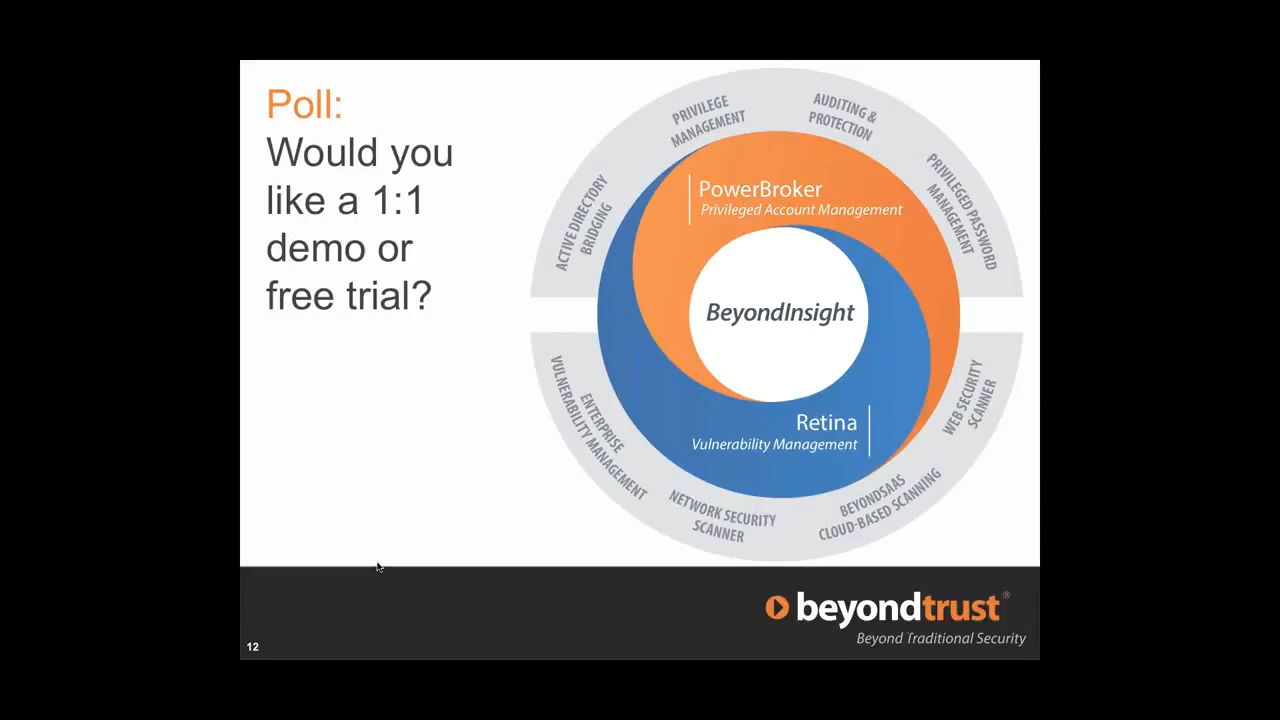 Poll:
Would you
like a 1:1
demo or
free trial?
PRIVILEGE
MANAGEMENT
AUDITING &
PROTECTION
ACTIVE DIRECTORY
BRIDGING
PRIVILEGED PASSWORD
MANAGEMENT
PowerBroker
Privileged Account Management
BeyondInsight
Retina
Vulnerability Management
ENTERPRISE
VULNERABILITY MANAGEMENT
NETWORK SECURITY
SCANNER
BEYONDSAAS
CLOUD-BASED SCANNING
WEB SECURITY
SCANNER
beyondtrust®
Beyond Traditional Security
12